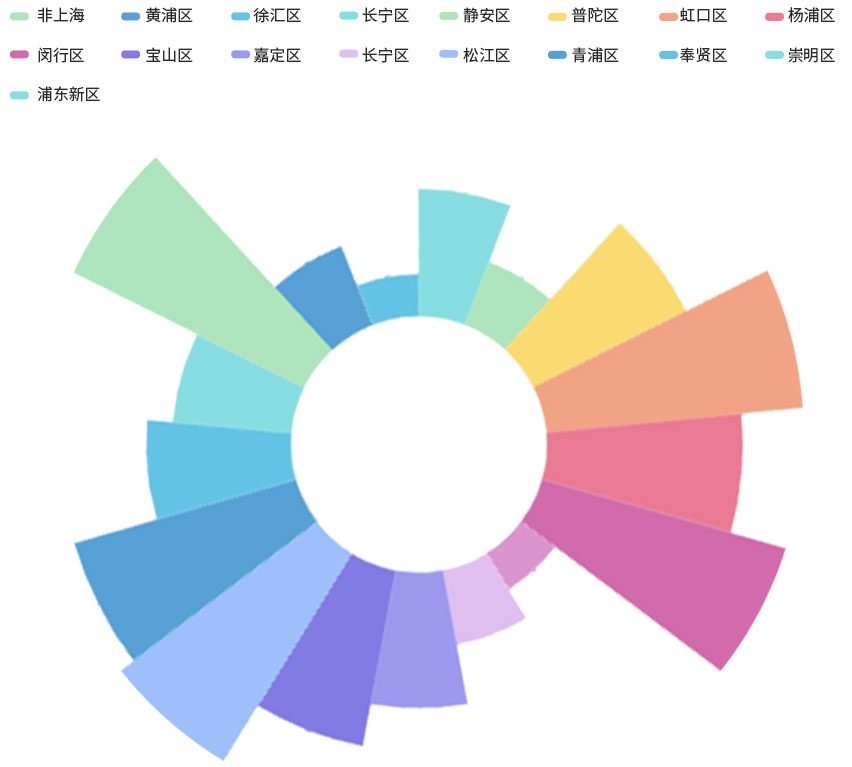 非上海 黄浦区 徐汇区 长宁区 静安区 普陀区 虹口区 杨浦区
闵行区 宝山区 嘉定区 长宁区 松江区 青浦区 奉贤区 崇明区
浦东新区